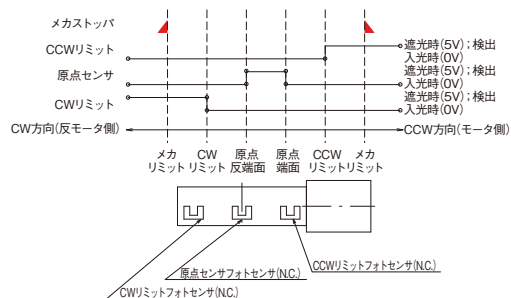 メカストッパ
CCWリミット
遮光時(5V);検出
入光時(0V)
原点センサ
遮光時(5V);検出
入光時(0V)
CWリミット
遮光時(5V);検出
入光時(0V)
CW方向(反モータ側)
CCW方向(モータ側)
メカ
リミット
CW
リミット
原点
反端面
原点
端面
CCW
リミット
メカ
リミット
原点センサフォトセンサ(N.C.)
CCWリミットフォトセンサ(N.C.)
CWリミットフォトセンサ(N.C.)